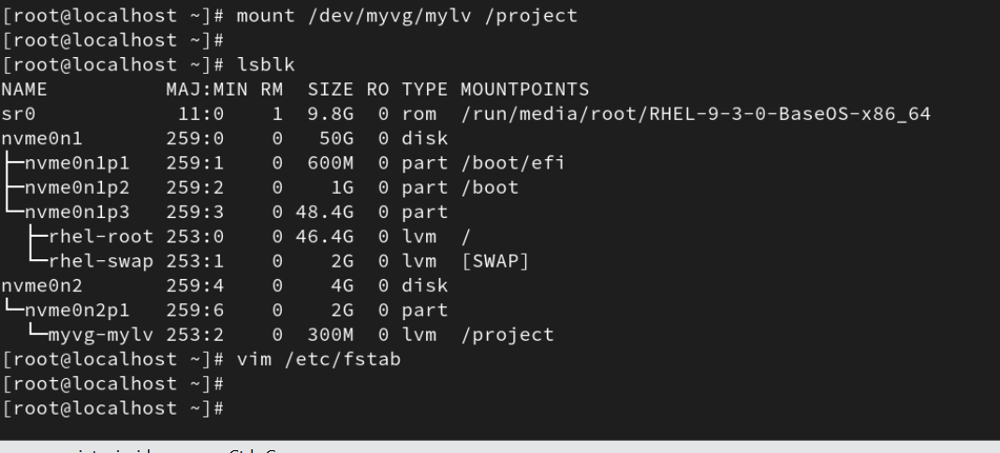 [root@localhost ~]# mount /dev/myvg/mylv /project
[root@localhost ~]#
[root@localhost ~]# lsblk
NAME          MAJ:MIN RM  SIZE RO TYPE MOUNTPOINTS
sr0            11:0    1  9.8G  0 rom  /run/media/root/RHEL-9-3-0-BaseOS-x86_64
nvme0n1       259:0    0   50G  0 disk
├─nvme0n1p1   259:1    0  600M  0 part /boot/efi
├─nvme0n1p2   259:2    0    1G  0 part /boot
└─nvme0n1p3   259:3    0 48.4G  0 part
  ├─rhel-root 253:0    0 46.4G  0 lvm  /
  └─rhel-swap 253:1    0    2G  0 lvm  [SWAP]
nvme0n2       259:4    0    4G  0 disk
└─nvme0n2p1   259:6    0    2G  0 part
  └─myvg-mylv 253:2    0  300M  0 lvm  /project
[root@localhost ~]# vim /etc/fstab
[root@localhost ~]#
[root@localhost ~]#